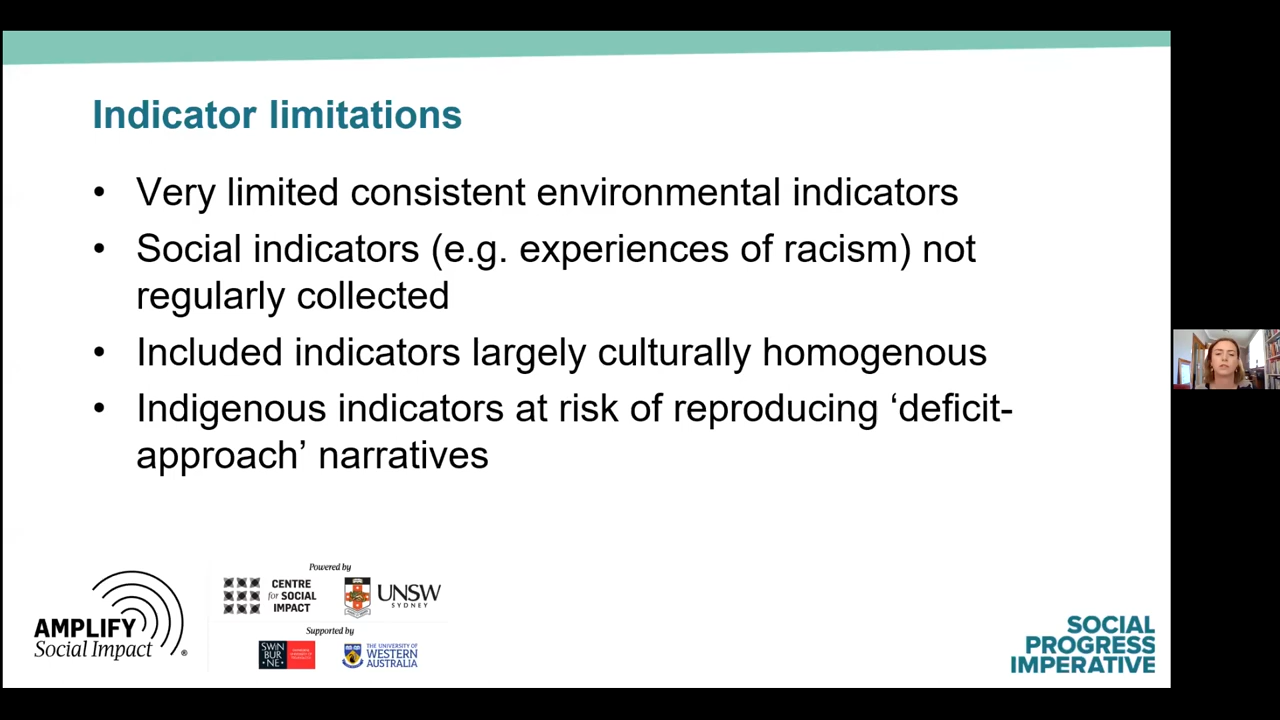 Indicator limitations
• Very limited consistent environmental indicators
• Social indicators (e.g. experiences of racism) not
regularly collected
• Included indicators largely culturally homogenous
• Indigenous indicators at risk of reproducing ‘deficit-
approach’ narratives
AMPLIFY
Social Impact
Powered by
CENTRE
for SOCIAL
IMPACT
UNSW
SYDNEY
Supported by
SWIN
BUR
NE
THE UNIVERSITY OF
WESTERN
AUSTRALIA
SOCIAL
PROGRESS
IMPERATIVE